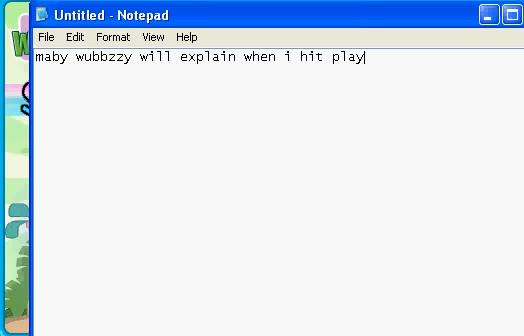 Untitled - Notepad
File Edit Format View Help
maby wubbzzy will explain when i hit play